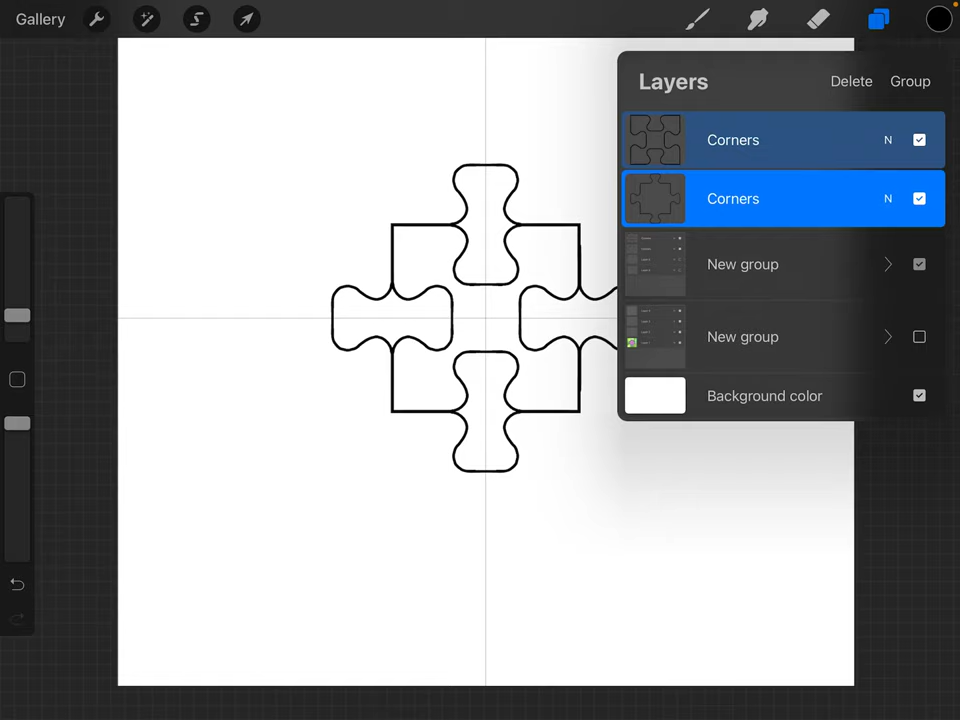 Gallery
Layers
Delete
Group
Corners
N
Corners
N
New group
New group
Background color